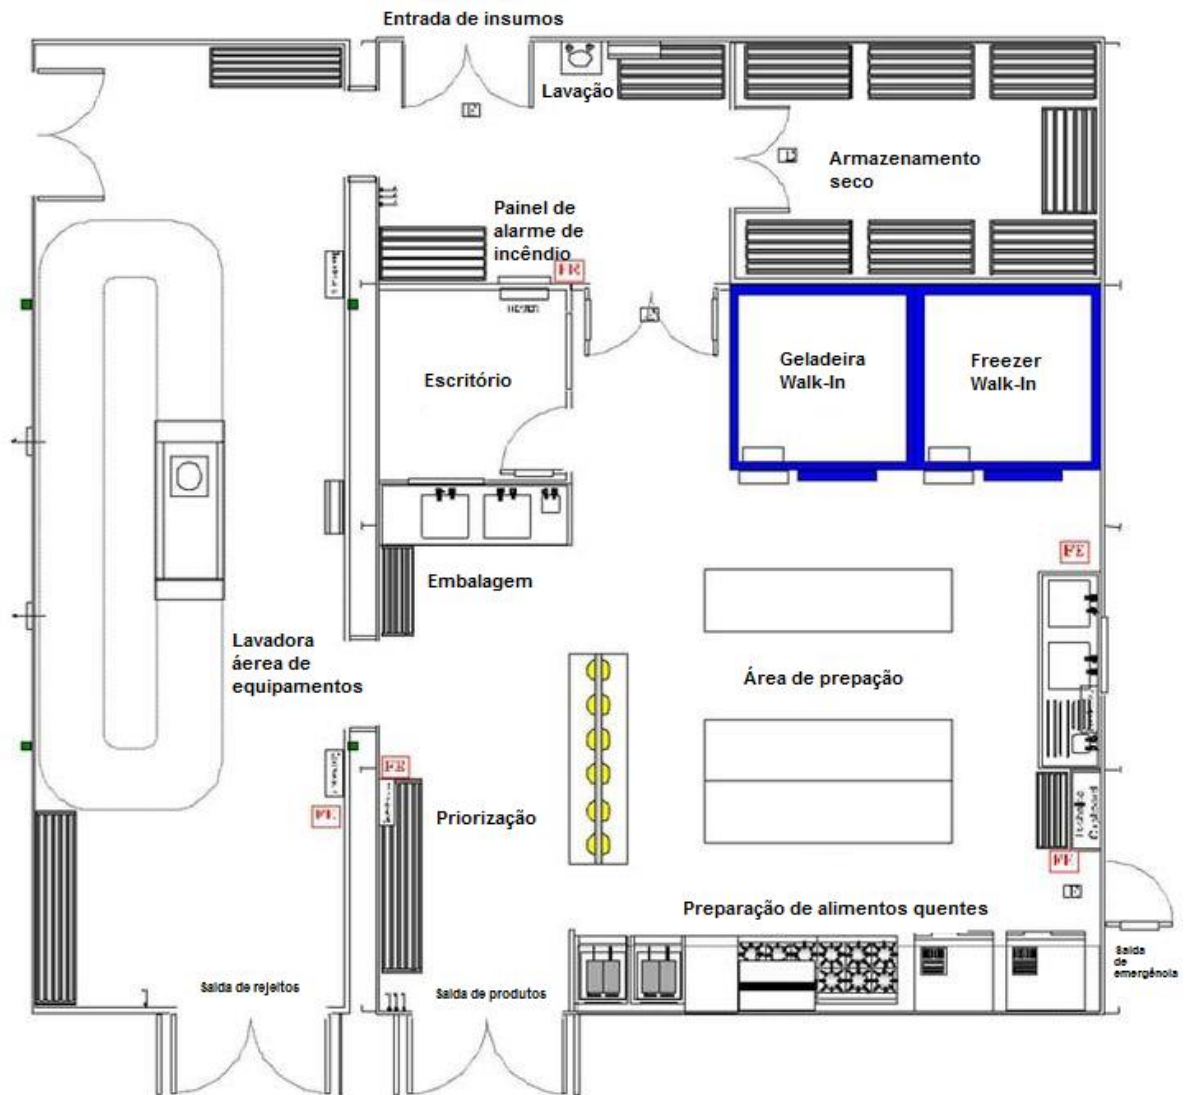 Entrada de insumos
Lavação
Armazenamento
seco
Painel de
alarme de
incêndio
FE
HEATER
Escritório
Geladeira
Walk-In
Freezer
Walk-In
FE
Embalagem
Lavadora
áerea de
equipamentos
Área de prepação
FE
FE
Priorização
FE
Preparação de alimentos quentes
Saída de rejeitos
Saída de produtos
Saída
de
emergência